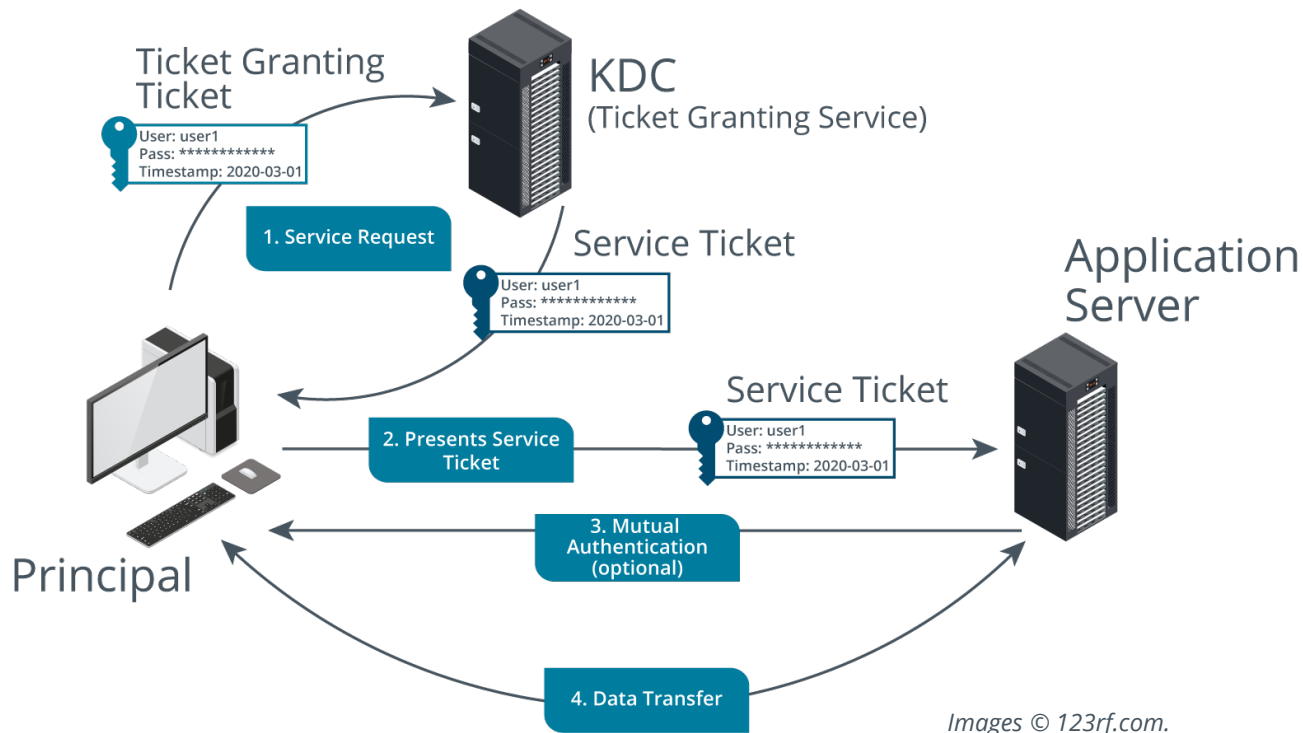 Ticket Granting
Ticket
User: user1
Pass: ************
Timestamp: 2020-03-01
KDC
(Ticket Granting Service)
1. Service Request
Service Ticket
User: user1
Pass: ************
Timestamp: 2020-03-01
Application
Server
Service Ticket
User: user1
Pass: ************
Timestamp: 2020-03-01
2. Presents Service
Ticket
3. Mutual
Authentication
(optional)
Principal
4. Data Transfer
Images © 123rf.com.